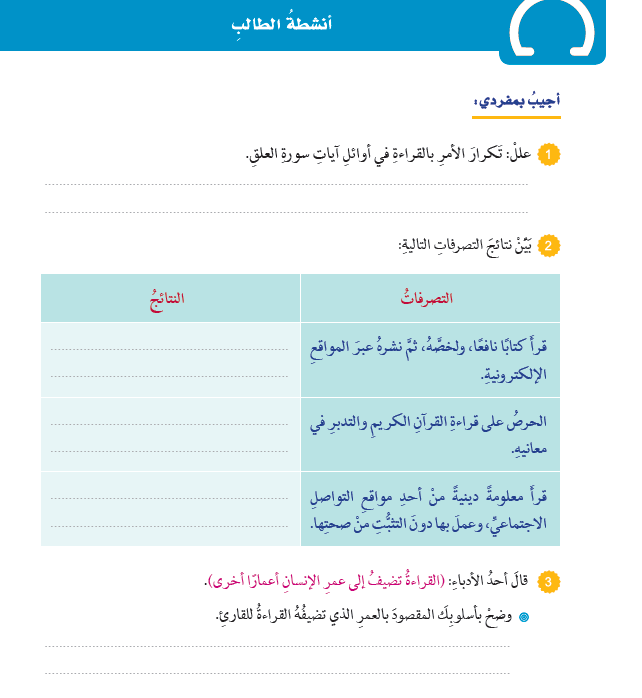 أنشطةُ الطالبِ
أجيبُ بمفردي:
1 عللْ: تَكرارَ الأمرِ بالقراءةِ في أوائلِ آياتِ سورةِ العلقِ.
2 بَيِّنْ نتائجَ التصرفاتِ التاليةِ:
التصرفاتُ النتائجُ
قرأَ كتابًا نافعًا، ولخصَّهُ، ثمَّ نشرهُ عبرَ المواقعِ
الإلكترونيةِ.
الحرصُ على قراءةِ القرآنِ الكريمِ والتدبرِ في
معانيهِ.
قرأَ معلومةً دينيةً منْ أحدِ مواقعِ التواصلِ
الاجتماعيِّ، وعملَ بها دونَ التثبُّتِ منْ صحتِها.
3 قالَ أحدُ الأدباءِ: (القراءةُ تضيفُ إلى عمرِ الإنسانِ أعمارًا أخرى).
وضحْ بأسلوبِكَ المقصودَ بالعمرِ الذي تضيفُهُ القراءةُ للقارئِ.